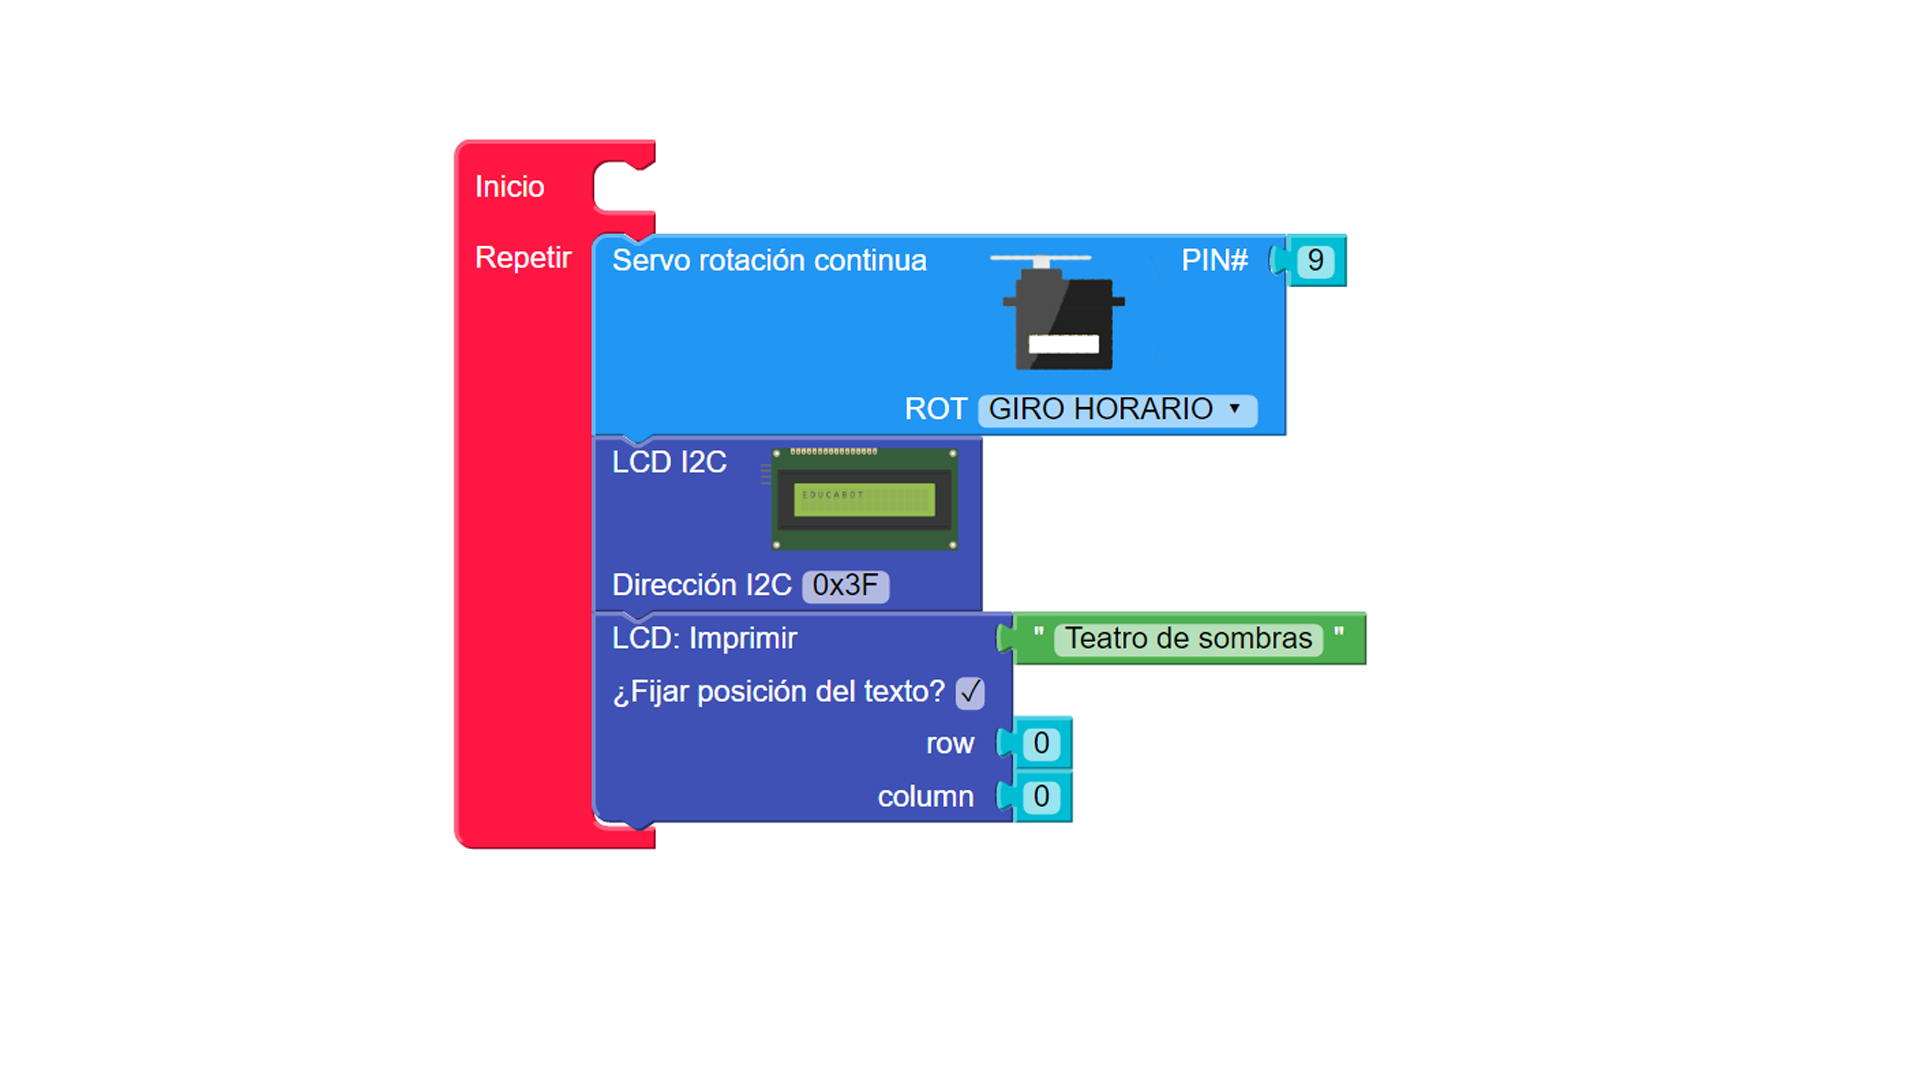 Inicio
Repetir
Servo rotación continua PIN# 9
ROT GIRO HORARIO
LCD I2C
EDUCABOT
Dirección I2C 0x3F
LCD: Imprimir " Teatro de sombras "
¿Fijar posición del texto? ✓
row 0
column 0